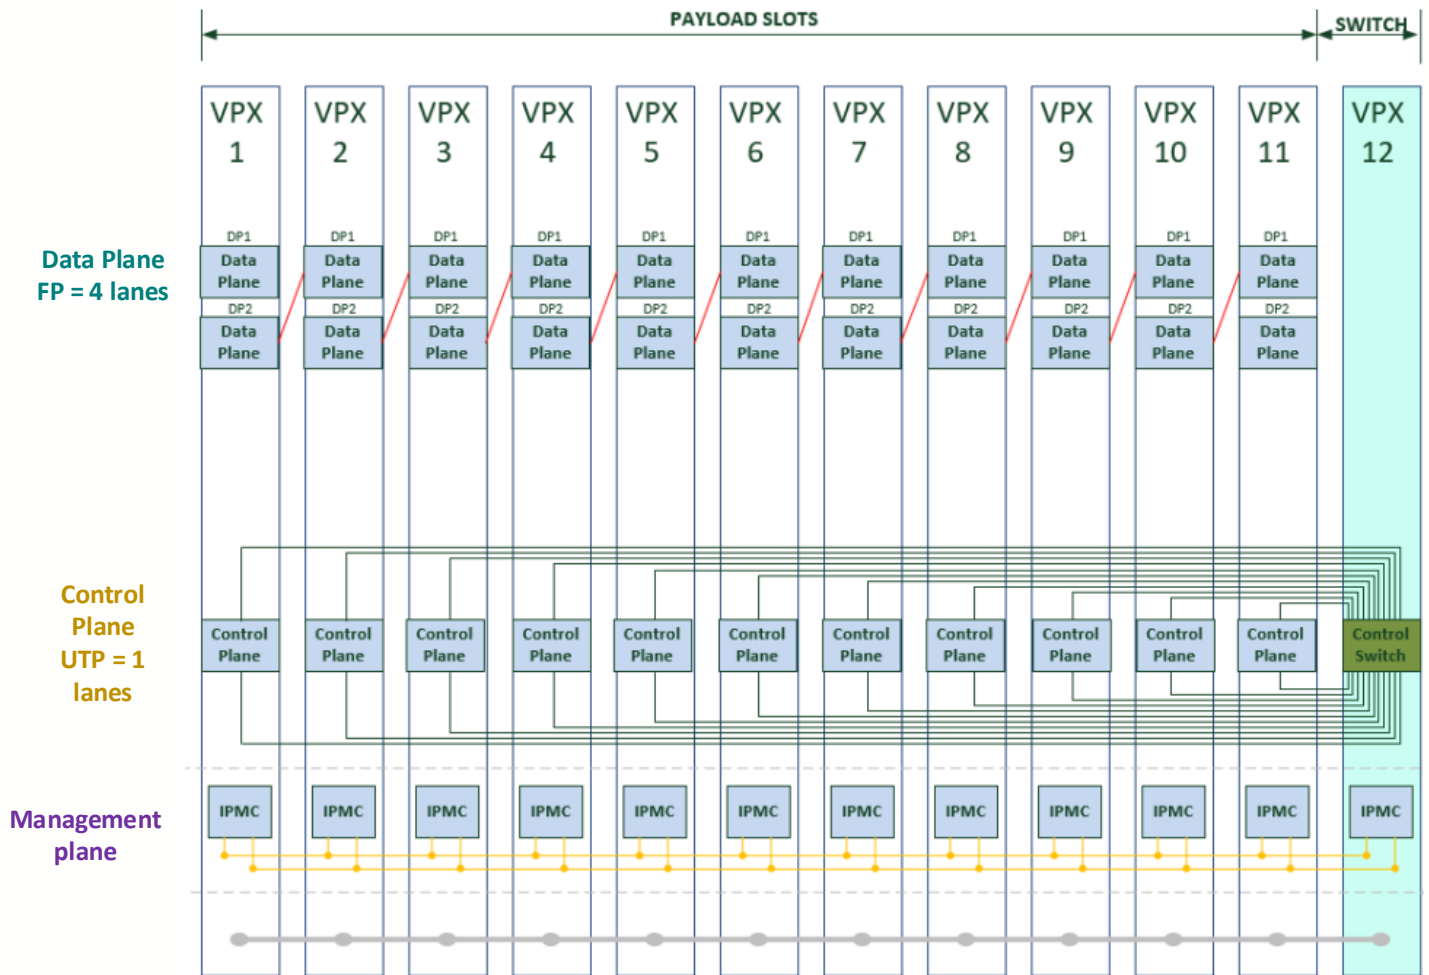 PAYLOAD SLOTS
SWITCH
VPX VPX VPX VPX VPX VPX VPX VPX VPX VPX VPX VPX
1 2 3 4 5 6 7 8 9 10 11 12
DP1 DP1 DP1 DP1 DP1 DP1 DP1 DP1 DP1 DP1 DP1
Data Plane
FP = 4 lanes
Data Data Data Data Data Data Data Data Data Data Data
Plane Plane Plane Plane Plane Plane Plane Plane Plane Plane Plane
DP2 DP2 DP2 DP2 DP2 DP2 DP2 DP2 DP2 DP2 DP2
Data Data Data Data Data Data Data Data Data Data Data
Plane Plane Plane Plane Plane Plane Plane Plane Plane Plane Plane
Control
Plane
UTP = 1
lanes
Control Control Control Control Control Control Control Control Control Control Control Control
Plane Plane Plane Plane Plane Plane Plane Plane Plane Plane Plane Switch
Management
plane
IPMC IPMC IPMC IPMC IPMC IPMC IPMC IPMC IPMC IPMC IPMC IPMC